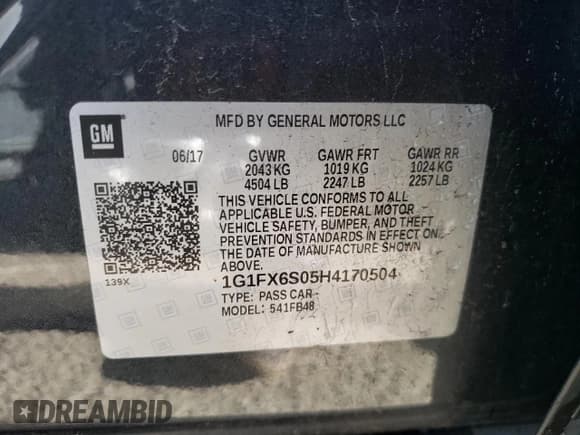 GM
MFD BY GENERAL MOTORS LLC
06/17 GVWR GAWR FRT GAWR RR
2043 KG 1019 KG 1024 KG
4504 LB 2247 LB 2257 LB
THIS VEHICLE CONFORMS TO ALL
APPLICABLE U.S. FEDERAL MOTOR
VEHICLE SAFETY, BUMPER, AND THEFT
PREVENTION STANDARDS IN EFFECT ON
THE DATE OF MANUFACTURE SHOWN
ABOVE.
139X
1G1FX6S05H4170504
TYPE: PASS CAR
MODEL: 541FB48
DREAMBID